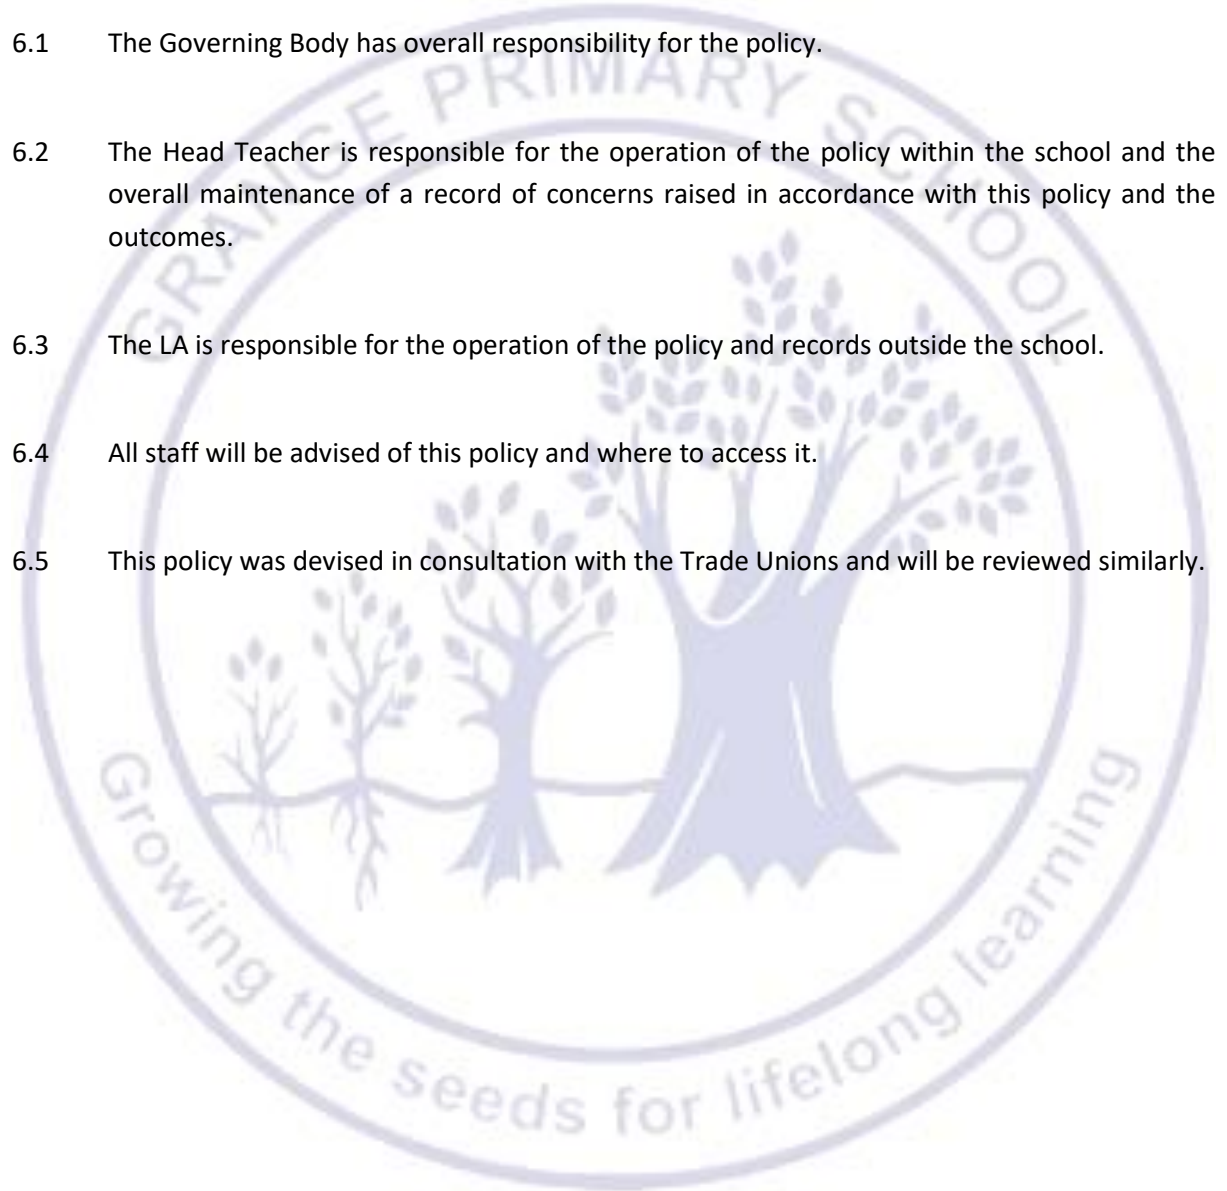 6.1 The Governing Body has overall responsibility for the policy.
6.2 The Head Teacher is responsible for the operation of the policy within the school and the
overall maintenance of a record of concerns raised in accordance with this policy and the
outcomes.
6.3 The LA is responsible for the operation of the policy and records outside the school.
6.4 All staff will be advised of this policy and where to access it.
6.5 This policy was devised in consultation with the Trade Unions and will be reviewed similarly.
GRANGE PRIMARY SCHOOL
Growing the seeds for lifelong learning